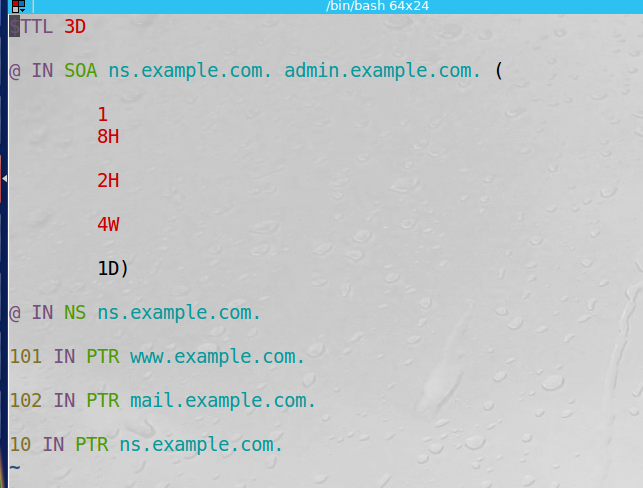 /bin/bash 64x24
$TTL 3D
@ IN SOA ns.example.com. admin.example.com. (
1
8H
2H
4W
1D)
@ IN NS ns.example.com.
101 IN PTR www.example.com.
102 IN PTR mail.example.com.
10 IN PTR ns.example.com.
~